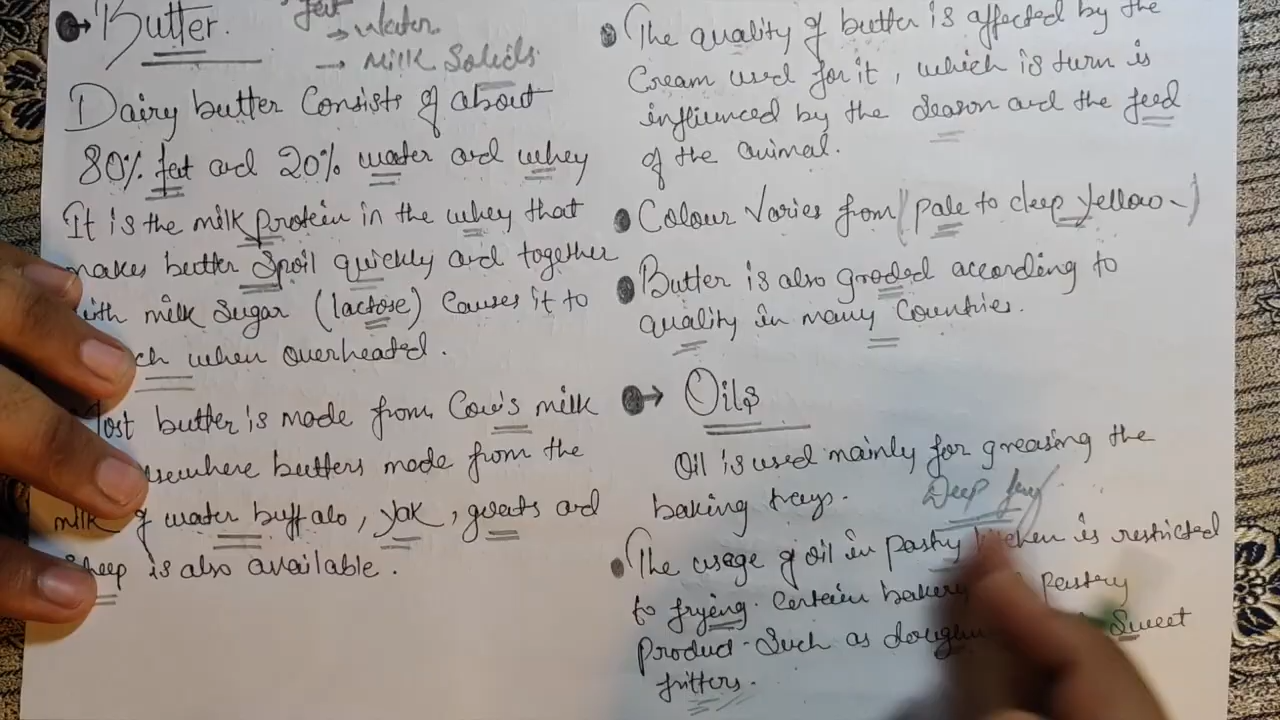 Butter.
fat
→ water
→ Milk Solids
Dairy butter Consists of about
80% fat and 20% water and whey
It is the milk protein in the whey that
makes butter Spoil quickly and together
milk Sugar (lactose) Causes it to
when overheated.
butter is made from Cow's milk
butters made from the
milk of water buffalo, yak, goats and
is also available.
The quality of butter is affected by the
Cream used for it, which is turn is
influenced by the Season and the feed
of the animal.
Colour Varies from (pale to deep yellow)
Butter is also graded according to
quality in many Countries.
→ Oils
Oil is used mainly for greasing the
baking trays.
Deep fry
The usage of oil in pastry is restricted
to frying. Certain bakery pastry
product. Such as Sweet
fritters.